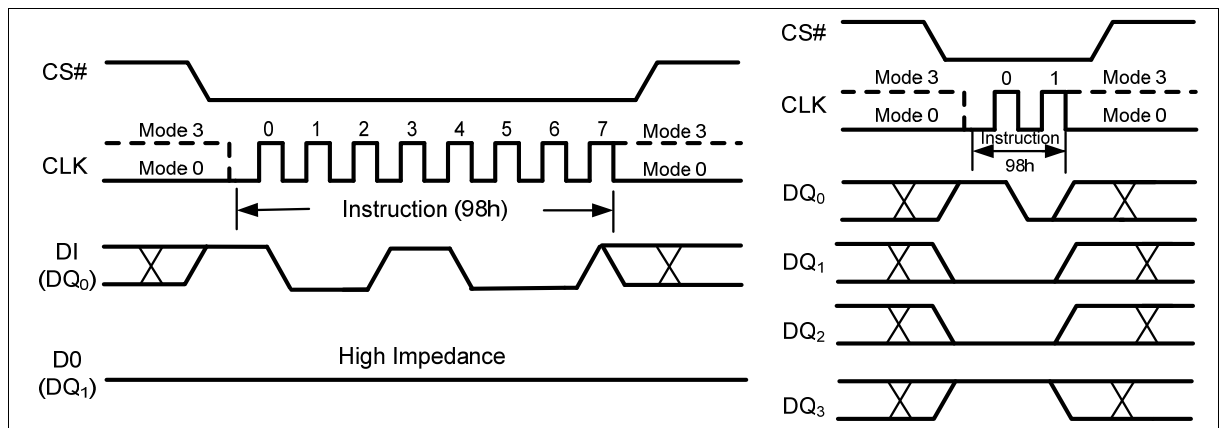 CS#
Mode 3
0 1 2 3 4 5 6 7
Mode 3
CLK
Mode 0
Mode 0
Instruction (98h)
DI
(DQ0)
D0
(DQ1)
High Impedance
CS#
Mode 3
0 1
Mode 3
CLK
Mode 0
Mode 0
Instruction
98h
DQ0
DQ1
DQ2
DQ3